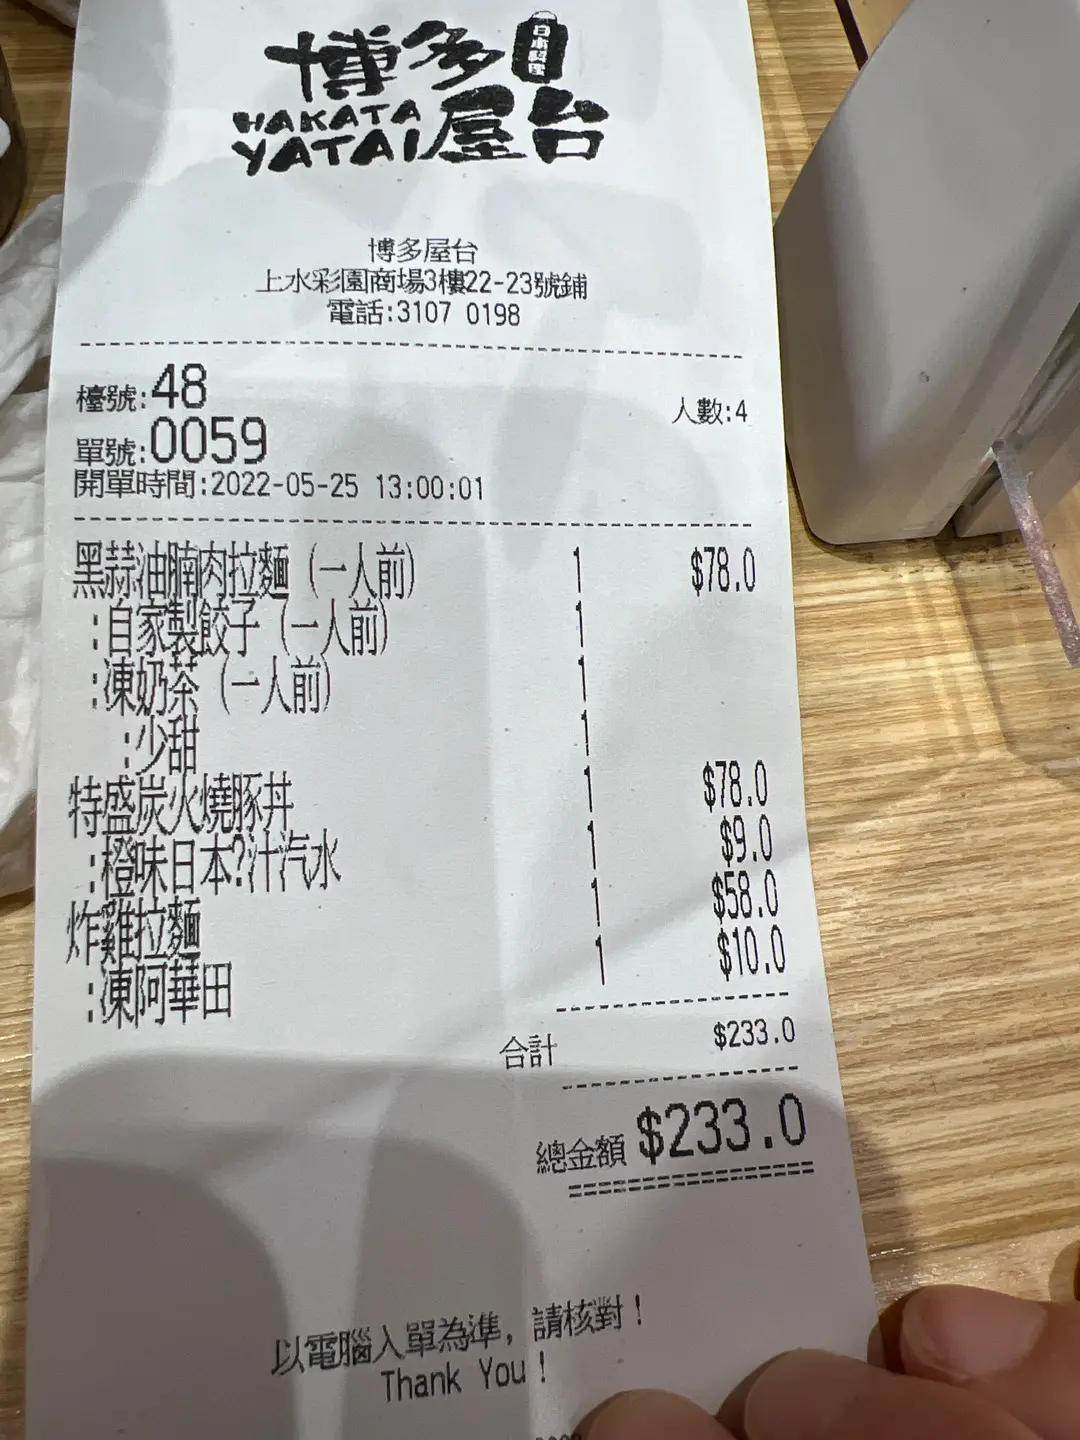 博多 日本料理
HAKATA
YATAI 屋台
博多屋台
上水彩園商場3樓22-23號鋪
電話:3107 0198
檯號:48 人數:4
單號:0059
開單時間:2022-05-25 13:00:01
黑蒜油腩肉拉麵 (一人前) 1 $78.0
:自家製餃子 (一人前) 1
:凍奶茶 (一人前) 1
:少甜 1
特盛炭火燒豚丼 1 $78.0
:橙味日本?汁汽水 1 $9.0
炸雞拉麵 1 $58.0
:凍阿華田 1 $10.0
合計 $233.0
總金額 $233.0
以電腦入單為準, 請核對!
Thank You!